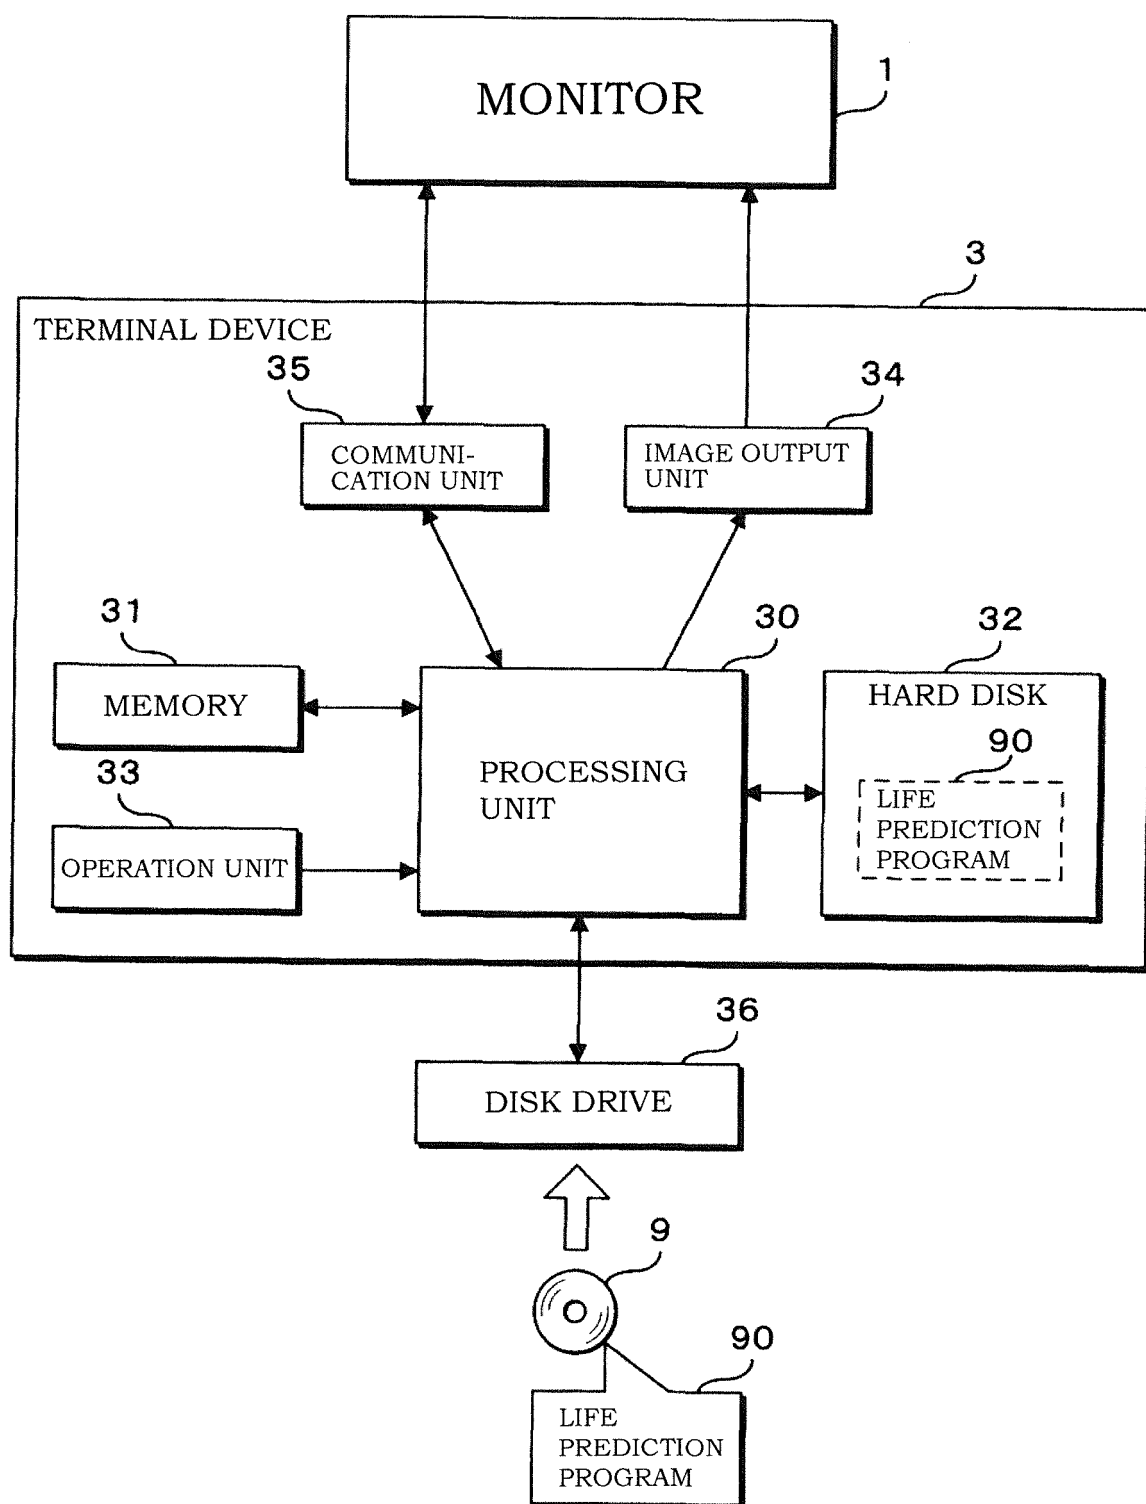 MONITOR
1
3
TERMINAL DEVICE
35
34
COMMUNI-
CATION UNIT
IMAGE OUTPUT
UNIT
31
30
32
MEMORY
HARD DISK
33
90
PROCESSING
UNIT
LIFE
PREDICTION
PROGRAM
OPERATION UNIT
36
DISK DRIVE
9
90
LIFE
PREDICTION
PROGRAM